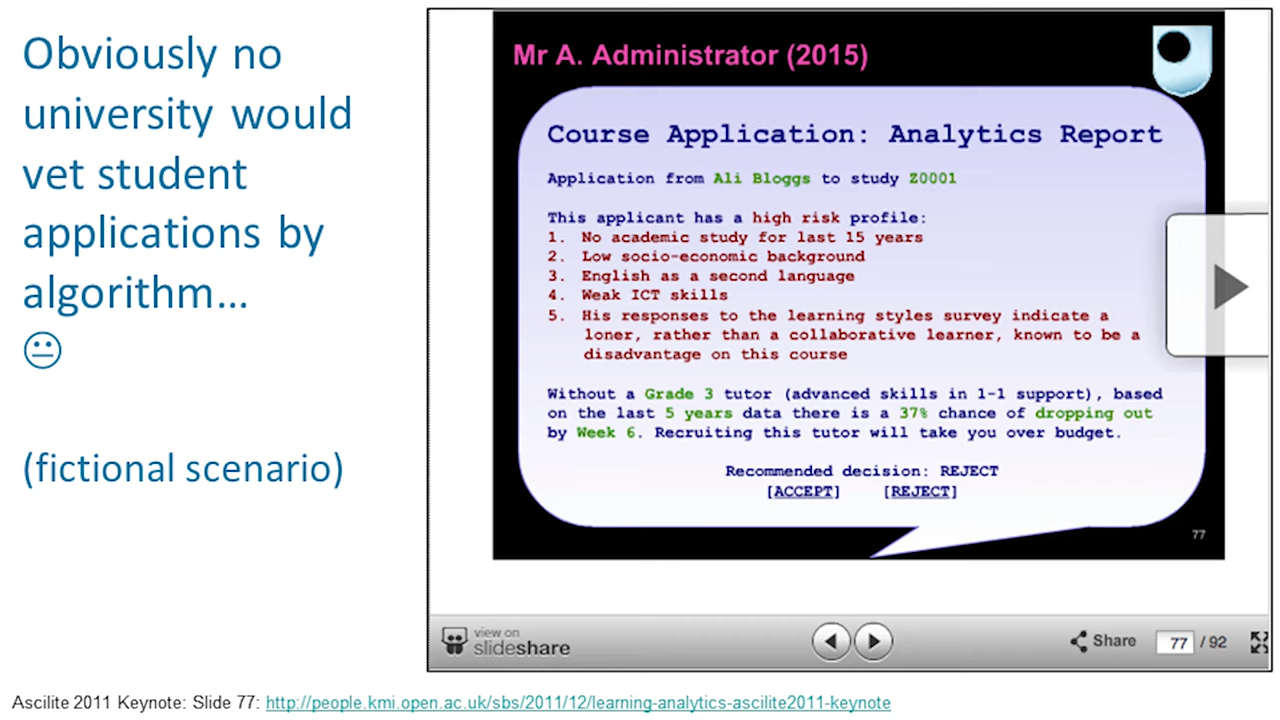 Obviously no
university would
vet student
applications by
algorithm...
(fictional scenario)
Mr A. Administrator (2015)
Course Application: Analytics Report
Application from Ali Bloggs to study Z0001
This applicant has a high risk profile:
1. No academic study for last 15 years
2. Low socio-economic background
3. English as a second language
4. Weak ICT skills
5. His responses to the learning styles survey indicate a
loner, rather than a collaborative learner, known to be a
disadvantage on this course
Without a Grade 3 tutor (advanced skills in 1-1 support), based
on the last 5 years data there is a 37% chance of dropping out
by Week 6. Recruiting this tutor will take you over budget.
Recommended decision: REJECT
[ACCEPT] [REJECT]
77
view on
slideshare
Share 77 / 92
Ascilite 2011 Keynote: Slide 77: http://people.kmi.open.ac.uk/sbs/2011/12/learning-analytics-ascilite2011-keynote